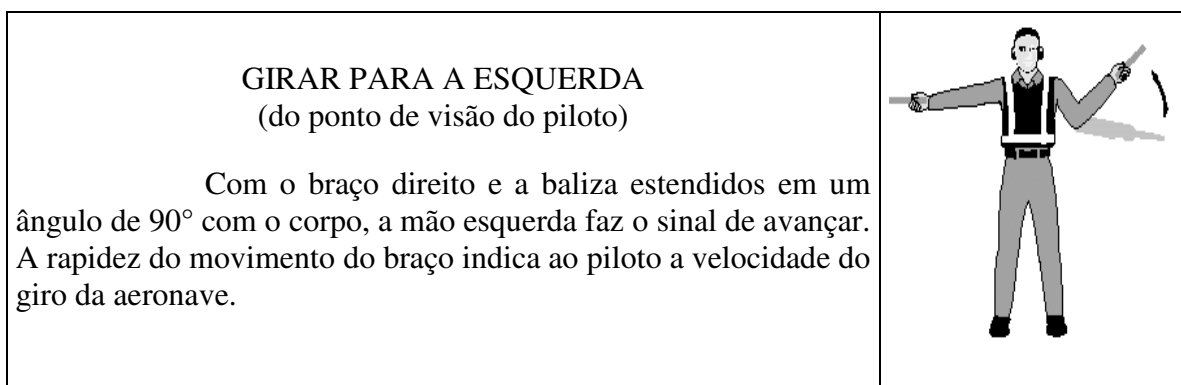 GIRAR PARA A ESQUERDA
(do ponto de visão do piloto)
Com o braço direito e a baliza estendidos em um
ângulo de 90° com o corpo, a mão esquerda faz o sinal de avançar.
A rapidez do movimento do braço indica ao piloto a velocidade do
giro da aeronave.